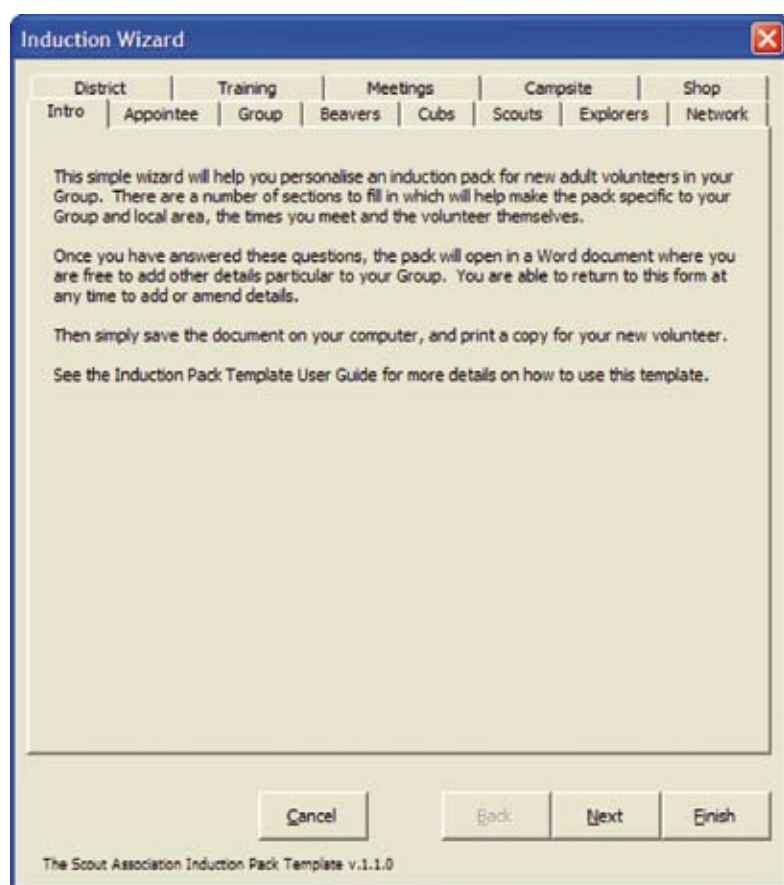 Induction Wizard
District Training Meetings Campsite Shop
Intro Appointee Group Beavers Cubs Scouts Explorers Network
This simple wizard will help you personalise an induction pack for new adult volunteers in your
Group. There are a number of sections to fill in which will help make the pack specific to your
Group and local area, the times you meet and the volunteer themselves.
Once you have answered these questions, the pack will open in a Word document where you
are free to add other details particular to your Group. You are able to return to this form at
any time to add or amend details.
Then simply save the document on your computer, and print a copy for your new volunteer.
See the Induction Pack Template User Guide for more details on how to use this template.
Cancel Back Next Finish
The Scout Association Induction Pack Template v.1.1.0